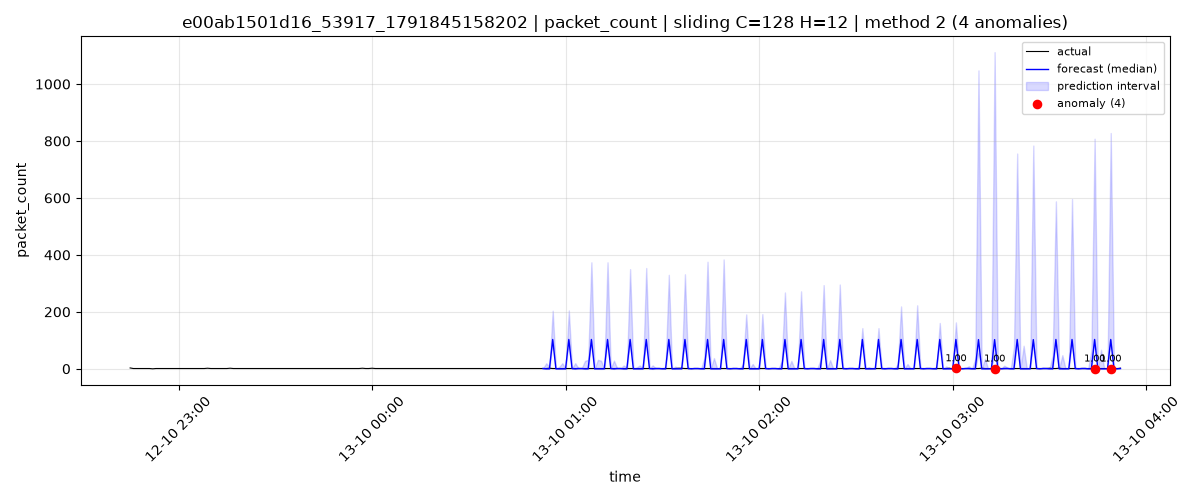 e00ab1501d16_53917_1791845158202 | packet_count | sliding C=128 H=12 | method 2 (4 anomalies)
actual
forecast (median)
prediction interval
anomaly (4)
1000
800
600
400
200
0
packet_count
1.00
1.00
1.00
1.00
12-10 23:00
13-10 00:00
13-10 01:00
13-10 02:00
13-10 03:00
13-10 04:00
time